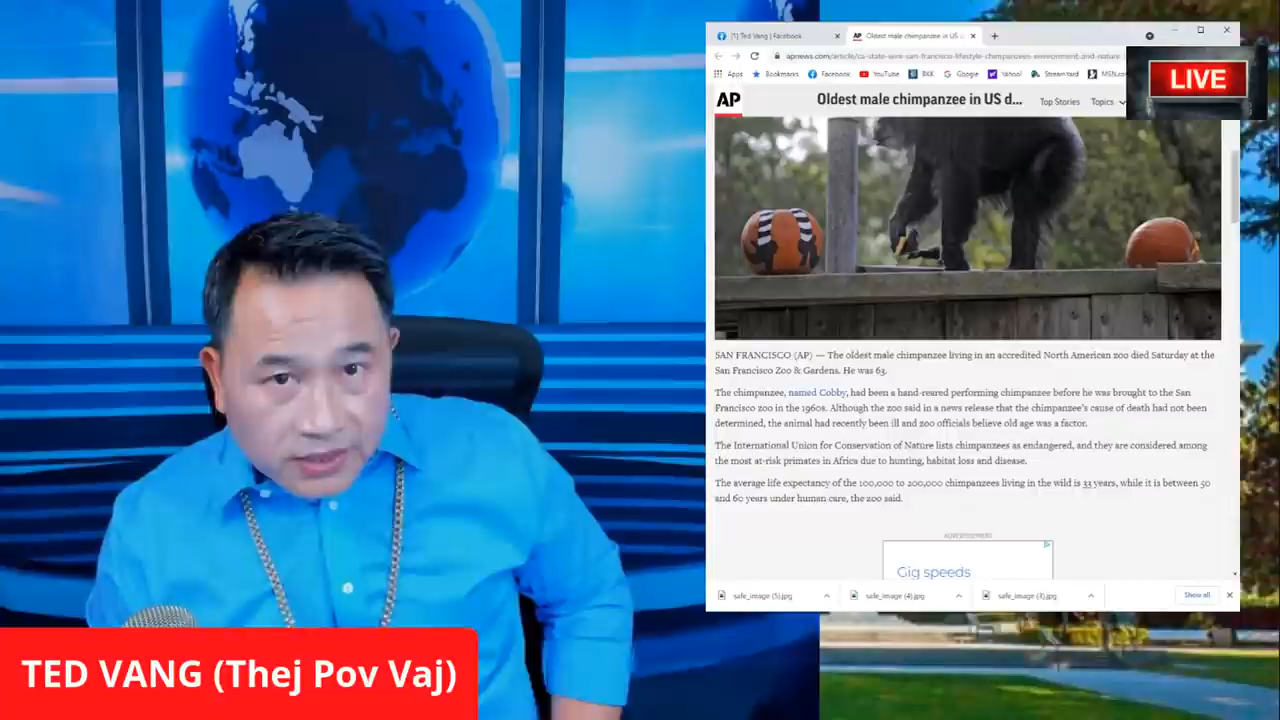 (1) Ted Vang | Facebook
Oldest male chimpanzee in US d
apnews.com/article/ca-state-wire-san-francisco-lifestyle-chimpanzees-environment-and-nature
Apps Bookmarks Facebook YouTube BKK Google Yahoo! StreamYard MSN.co
LIVE
AP Oldest male chimpanzee in US d... Top Stories Topics
SAN FRANCISCO (AP) — The oldest male chimpanzee living in an accredited North American zoo died Saturday at the
San Francisco Zoo & Gardens. He was 63.
The chimpanzee, named Cobby, had been a hand-reared performing chimpanzee before he was brought to the San
Francisco zoo in the 1960s. Although the zoo said in a news release that the chimpanzee's cause of death had not been
determined, the animal had recently been ill and zoo officials believe old age was a factor.
The International Union for Conservation of Nature lists chimpanzees as endangered, and they are considered among
the most at-risk primates in Africa due to hunting, habitat loss and disease.
The average life expectancy of the 100,000 to 200,000 chimpanzees living in the wild is 33 years, while it is between 50
and 60 years under human care, the zoo said.
ADVERTISEMENT
Gig speeds
safe_image (5).jpg safe_image (4).jpg safe_image (3).jpg Show all
TED VANG (Thej Pov Vaj)